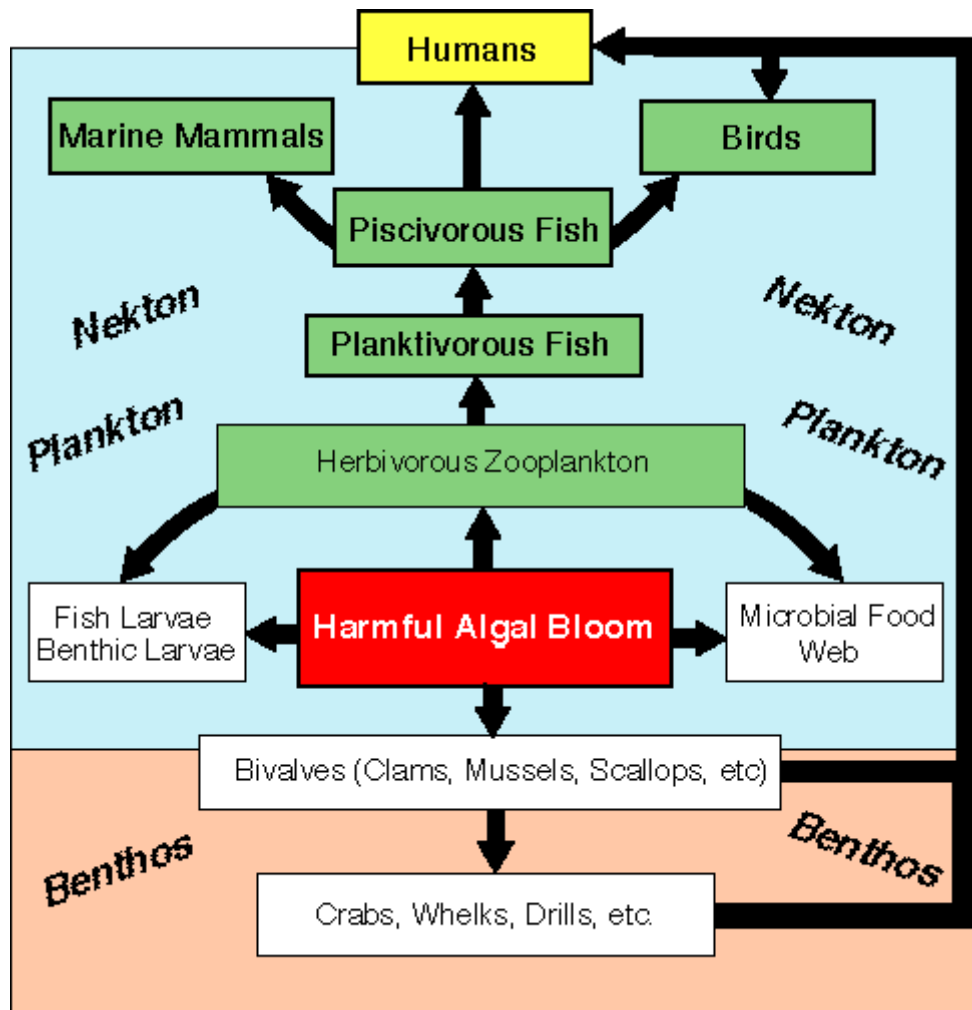 Humans
Marine Mammals
Birds
Piscivorous Fish
Nekton
Nekton
Planktivorous Fish
Plankton
Plankton
Herbivorous Zooplankton
Fish Larvae
Benthic Larvae
Harmful Algal Bloom
Microbial Food
Web
Bivalves (Clams, Mussels, Scallops, etc)
Benthos
Benthos
Crabs, Whelks, Drills, etc.